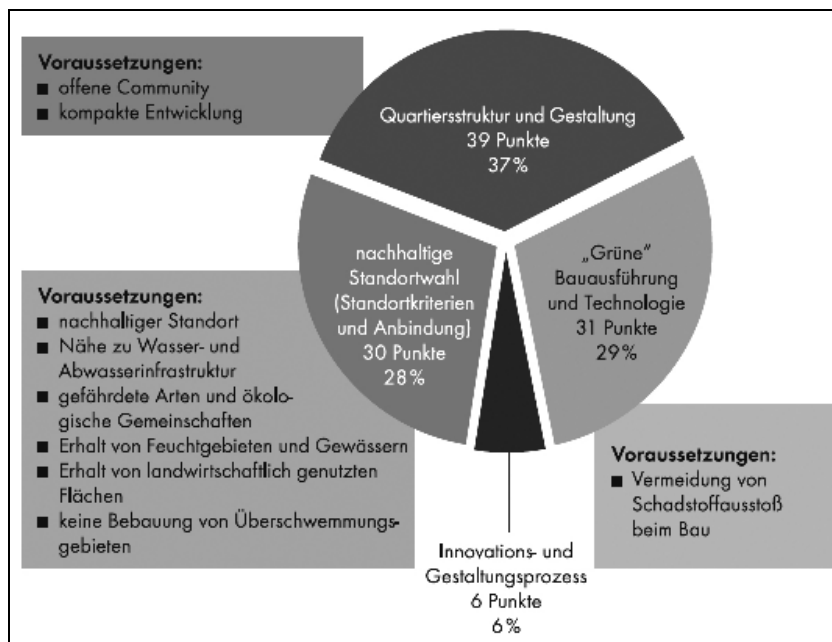 Voraussetzungen:
■ offene Community
■ kompakte Entwicklung
Quartiersstruktur und Gestaltung
39 Punkte
37%
nachhaltige
Standortwahl
(Standortkriterien
und Anbindung)
30 Punkte
28%
„Grüne“
Bauausführung
und Technologie
31 Punkte
29%
Voraussetzungen:
■ nachhaltiger Standort
■ Nähe zu Wasser- und
Abwasserinfrastruktur
■ gefährdete Arten und ökolo-
gische Gemeinschaften
■ Erhalt von Feuchtgebieten und Gewässern
■ Erhalt von landwirtschaftlich genutzten
Flächen
■ keine Bebauung von Überschwemmungs-
gebieten
Voraussetzungen:
■ Vermeidung von
Schadstoffausstoß
beim Bau
Innovations- und
Gestaltungsprozess
6 Punkte
6%